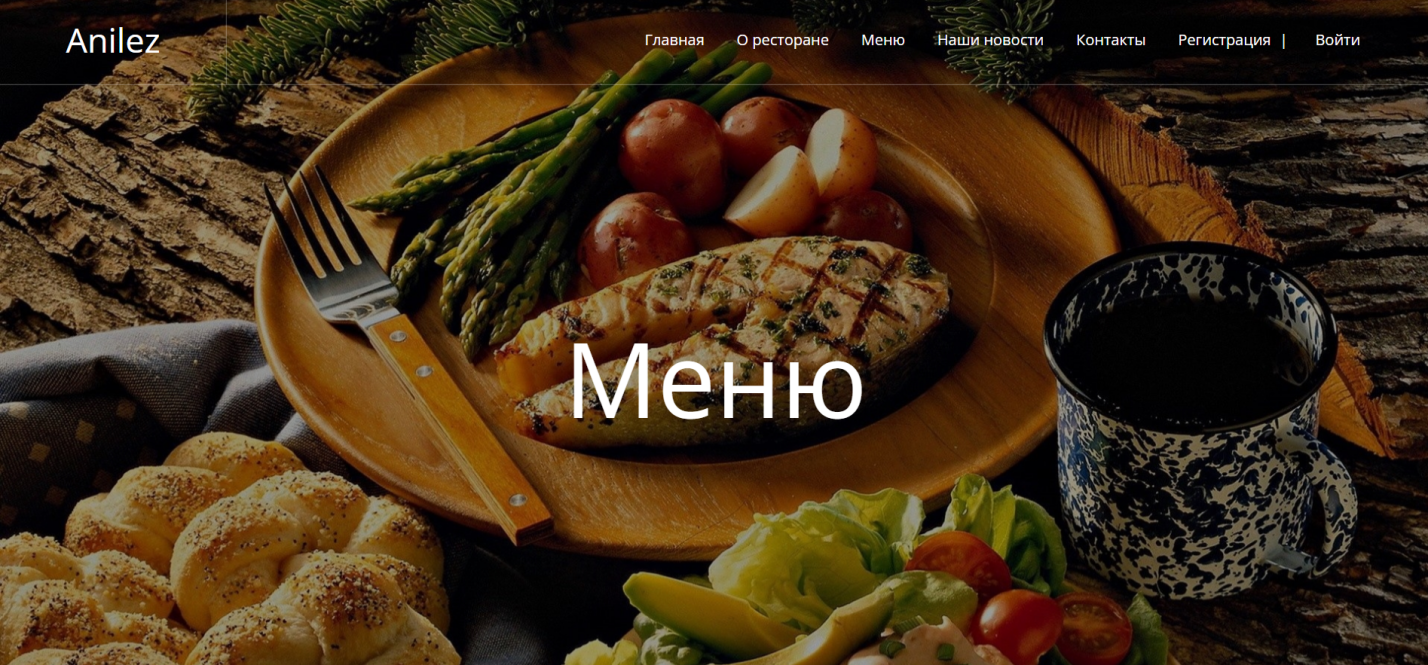 Anilez
Главная О ресторане Меню Наши новости Контакты Регистрация | Войти
Меню